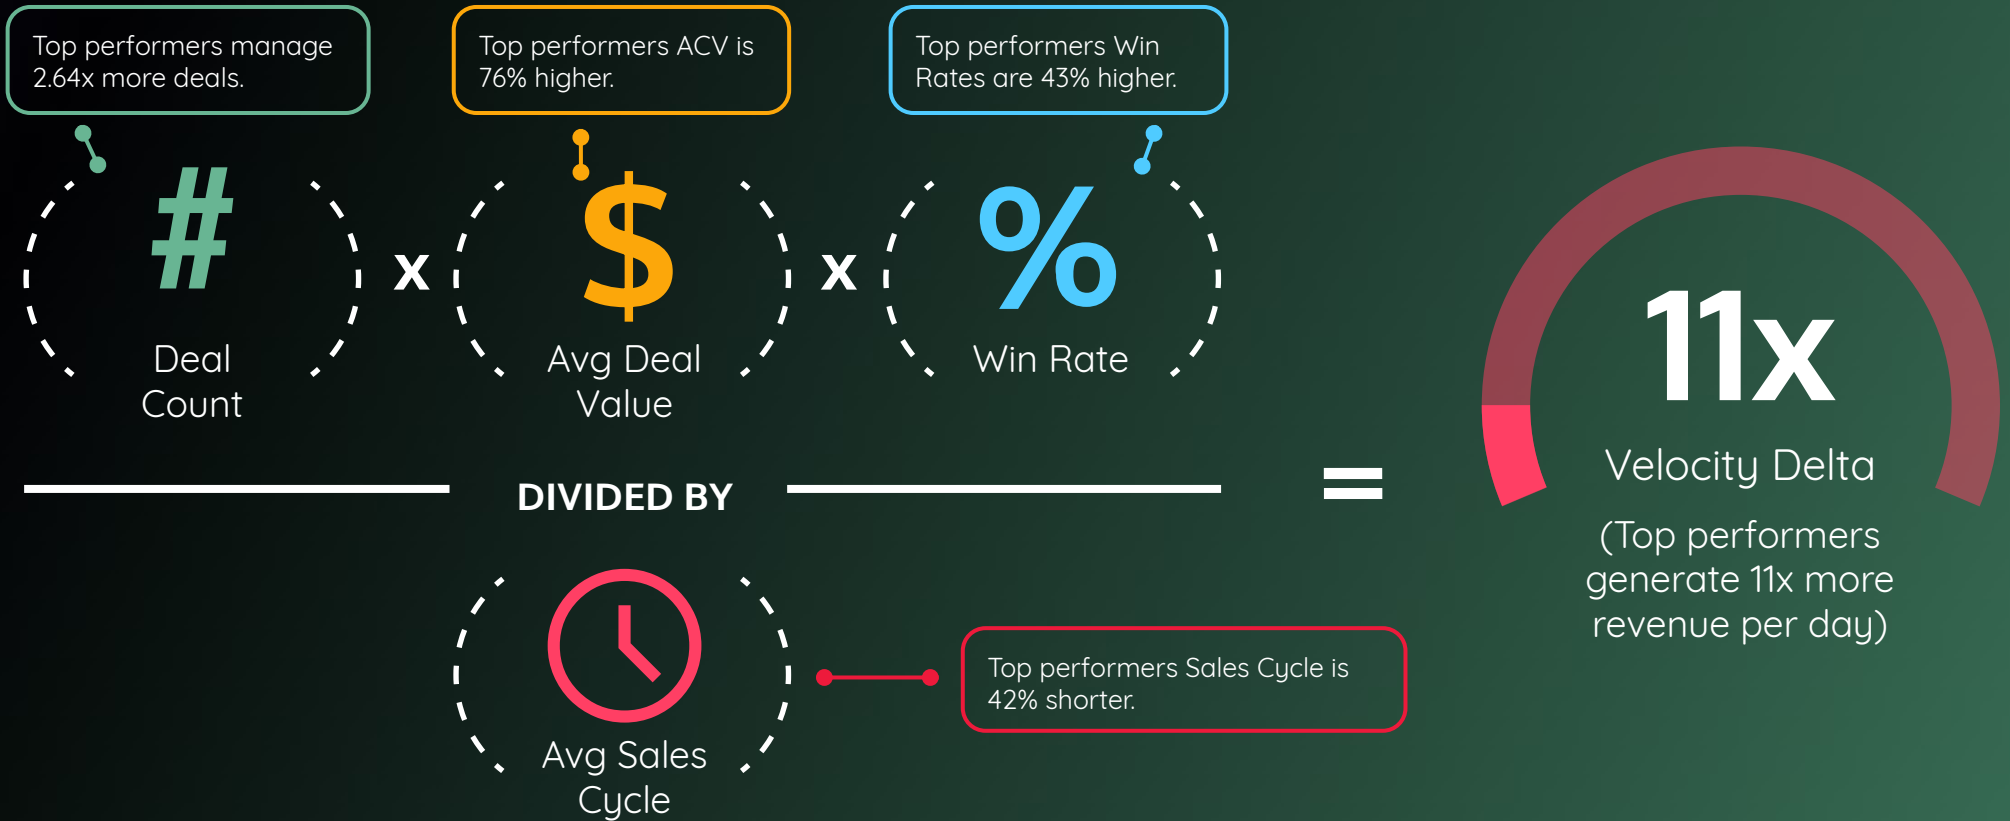 Top performers manage
2.64x more deals.
Top performers ACV is
76% higher.
Top performers Win
Rates are 43% higher.
#
x
$
x
%
Deal
Count
Avg Deal
Value
Win Rate
DIVIDED BY
=
11x
Velocity Delta
(Top performers
generate 11x more
revenue per day)
Top performers Sales Cycle is
42% shorter.
Avg Sales
Cycle